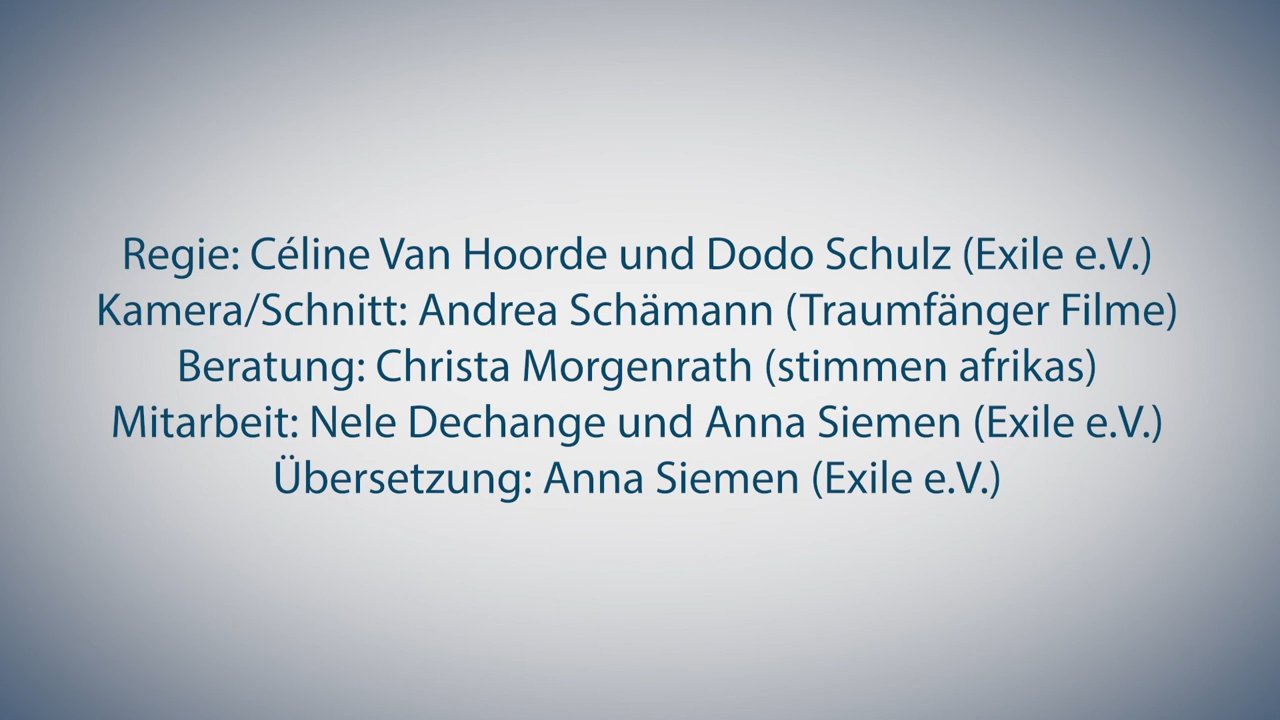 Regie: Céline Van Hoorde und Dodo Schulz (Exile e.V.)
Kamera/Schnitt: Andrea Schämann (Traumfänger Filme)
Beratung: Christa Morgenrath (stimmen afrikas)
Mitarbeit: Nele Dechange und Anna Siemen (Exile e.V.)
Übersetzung: Anna Siemen (Exile e.V.)